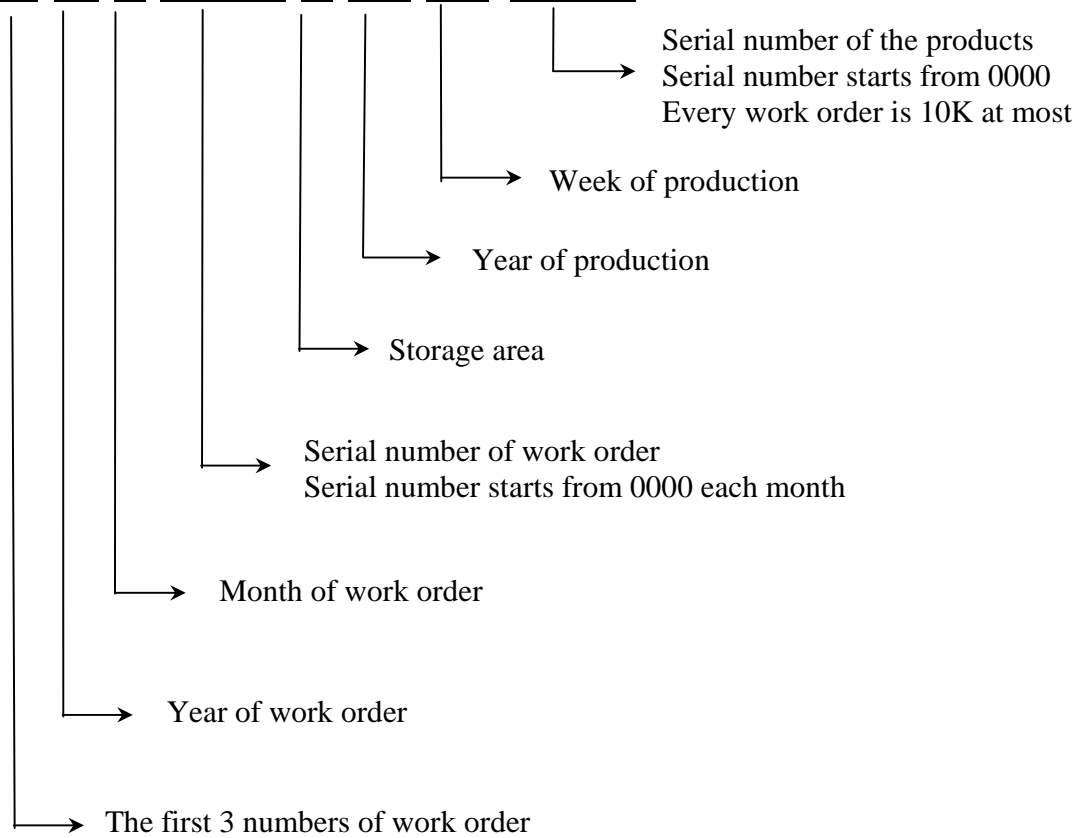 Serial number of the products
Serial number starts from 0000
Every work order is 10K at most
Week of production
Year of production
Storage area
Serial number of work order
Serial number starts from 0000 each month
Month of work order
Year of work order
The first 3 numbers of work order